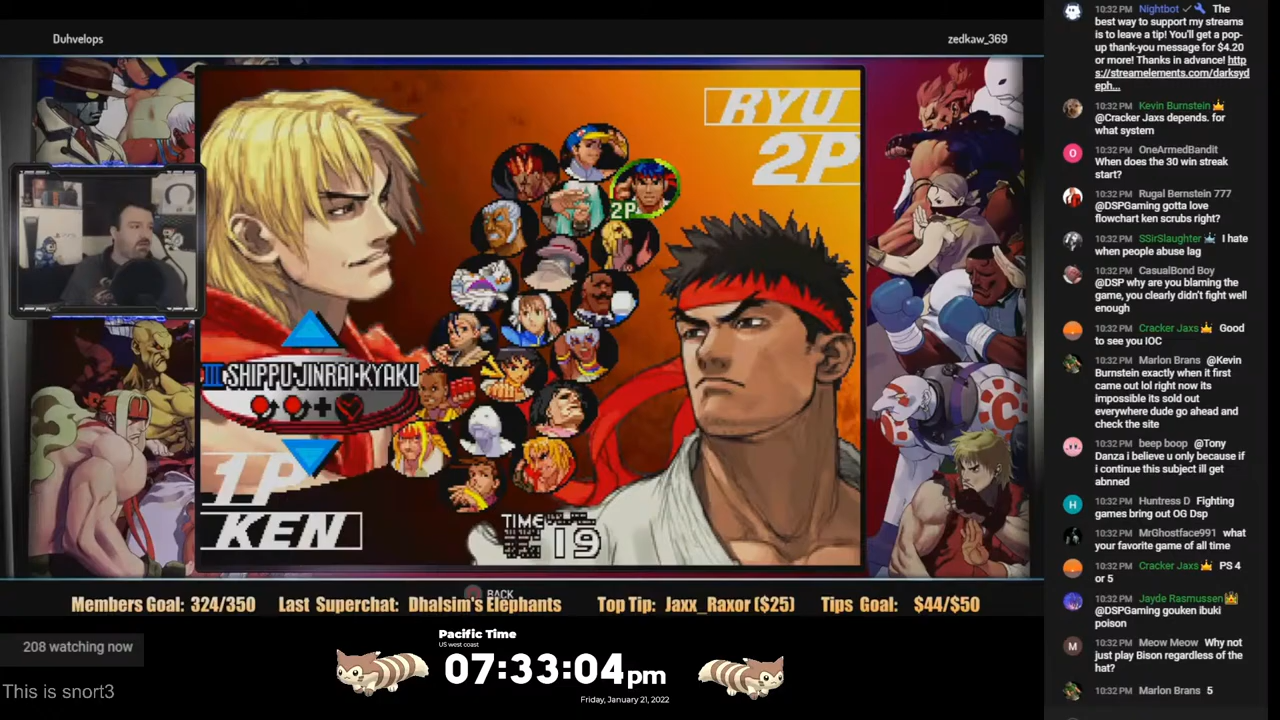 Duhvelops
zedkaw_369
RYU
2P
2P
III SHIPPU-JINRAI-KYAKU
+
1P
KEN
TIME
19
BACK
Members Goal: 324/350 Last Superchat: Dhalsim's Elephants Top Tip: Jaxx_Raxor ($25) Tips Goal: $44/$50
208 watching now
This is snort3
Pacific Time
US west coast
07:33:04pm
Friday, January 21, 2022
10:32 PM Nightbot The
best way to support my streams
is to leave a tip! You'll get a pop-
up thank-you message for $4.20
or more! Thanks in advance! http
s://streamelements.com/darksyd
eph...
10:32 PM Kevin Burnstein
@Cracker Jaxs depends. for
what system
10:32 PM OneArmedBandit
When does the 30 win streak
start?
10:32 PM Rugal Bernstein 777
@DSPGaming gotta love
flowchart ken scrubs right?
10:32 PM SSirSlaughter I hate
when people abuse lag
10:32 PM CasualBond Boy
@DSP why are you blaming the
game, you clearly didn't fight well
enough
10:32 PM Cracker Jaxs Good
to see you IOC
10:32 PM Marlon Brans @Kevin
Burnstein exactly when it first
came out lol right now its
impossible its sold out
everywhere dude go ahead and
check the site
10:32 PM beep boop @Tony
Danza i believe u only because if
i continue this subject ill get
abnned
10:32 PM Huntress D Fighting
games bring out OG Dsp
10:32 PM MrGhostface991 what
your favorite game of all time
10:32 PM Cracker Jaxs PS 4
or 5
10:32 PM Jayde Rasmussen
@DSPGaming gouken ibuki
poison
10:32 PM Meow Meow Why not
just play Bison regardless of the
hat?
10:32 PM Marlon Brans 5